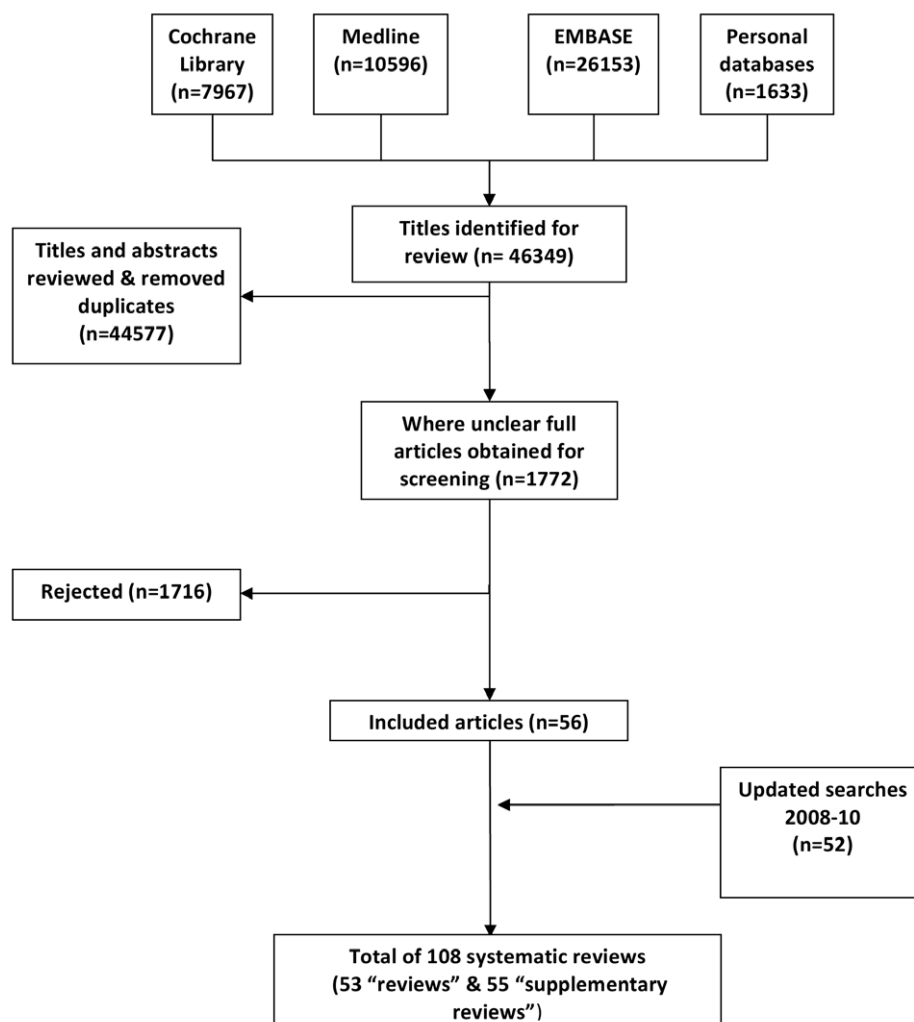 Cochrane
Library
(n=7967)
Medline
(n=10596)
EMBASE
(n=26153)
Personal
databases
(n=1633)
Titles identified for
review (n= 46349)
Titles and abstracts
reviewed & removed
duplicates
(n=44577)
Where unclear full
articles obtained for
screening (n=1772)
Rejected (n=1716)
Included articles (n=56)
Updated searches
2008-10
(n=52)
Total of 108 systematic reviews
(53 “reviews” & 55 “supplementary
reviews”)